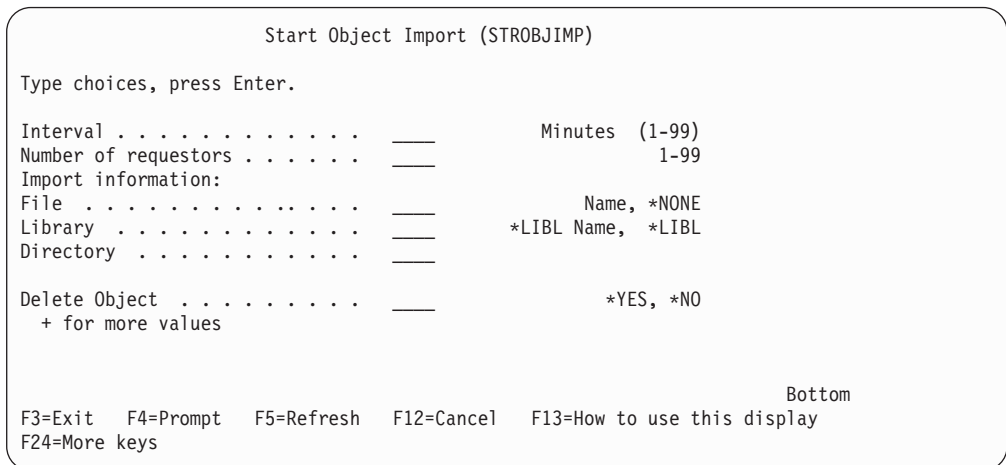 Start Object Import (STROBJIMP)
Type choices, press Enter.
Interval . . . . . . . . . . . . ____ Minutes (1-99)
Number of requestors . . . . . . ____ 1-99
Import information:
File . . . . . . . . . .. . . . ____ Name, *NONE
Library . . . . . . . . . . . . ____ *LIBL Name, *LIBL
Directory . . . . . . . . . . . ____
Delete Object . . . . . . . . . ____ *YES, *NO
+ for more values
Bottom
F3=Exit F4=Prompt F5=Refresh F12=Cancel F13=How to use this display
F24=More keys